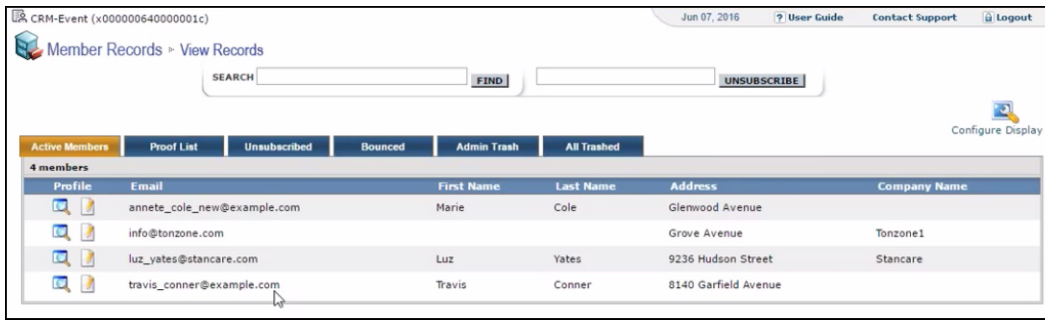 CRM-Event (x000000640000001c) Jun 07, 2016 ? User Guide Contact Support Logout
Member Records View Records
SEARCH FIND UNSUBSCRIBE
Configure Display
Active Members Proof List Unsubscribed Bounced Admin Trash All Trashed
4 members
Profile Email First Name Last Name Address Company Name
annete_cole_new@example.com Marie Cole Glenwood Avenue
info@tonzone.com Grove Avenue Tonzone1
luz_yates@stancare.com Luz Yates 9236 Hudson Street Stancare
travis_conner@example.com Travis Conner 8140 Garfield Avenue